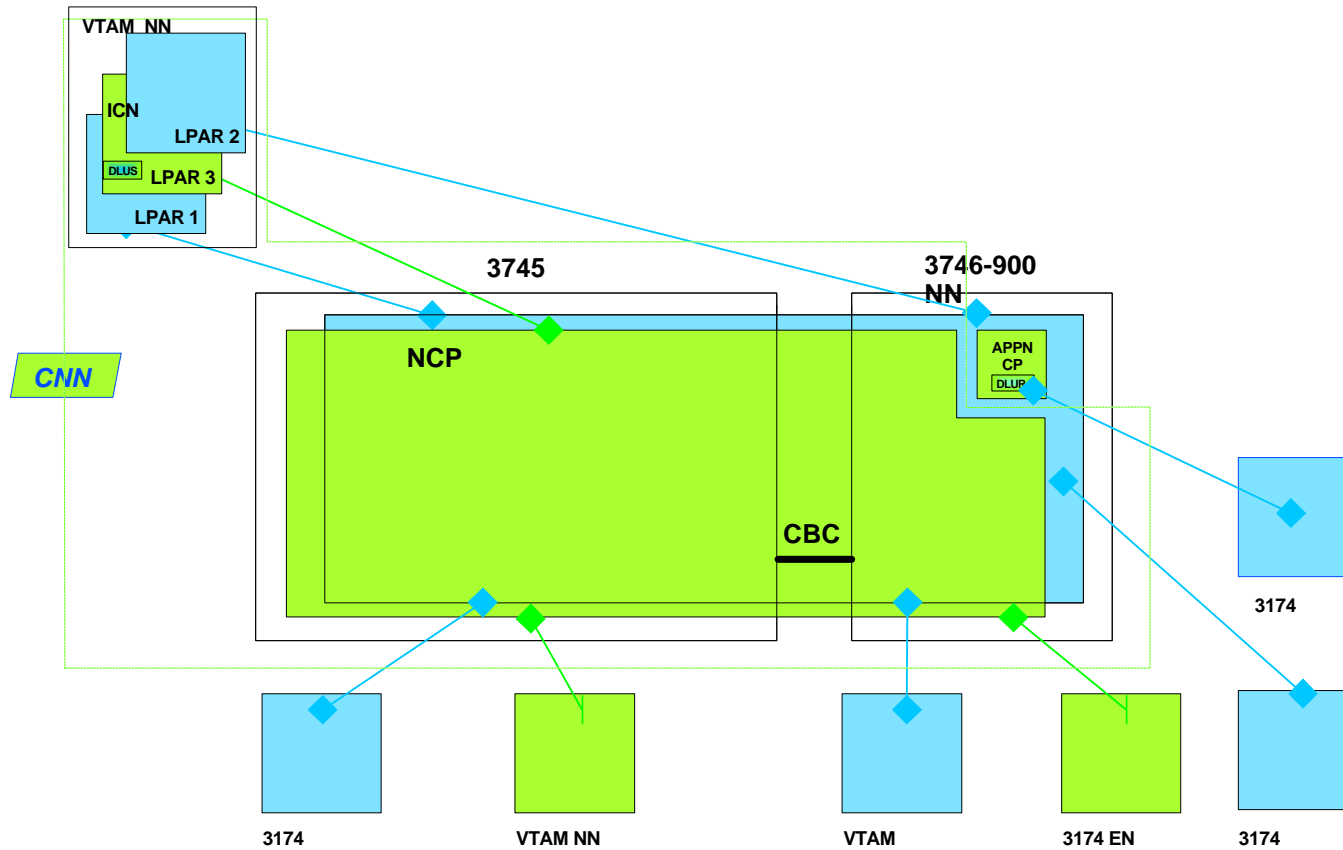 VTAM NN
ICN
LPAR 2
DLUS
LPAR 3
LPAR 1
3745
3746-900
NN
NCP
APPN
CP
DLUR
CNN
CBC
3174
3174
VTAM NN
VTAM
3174 EN
3174